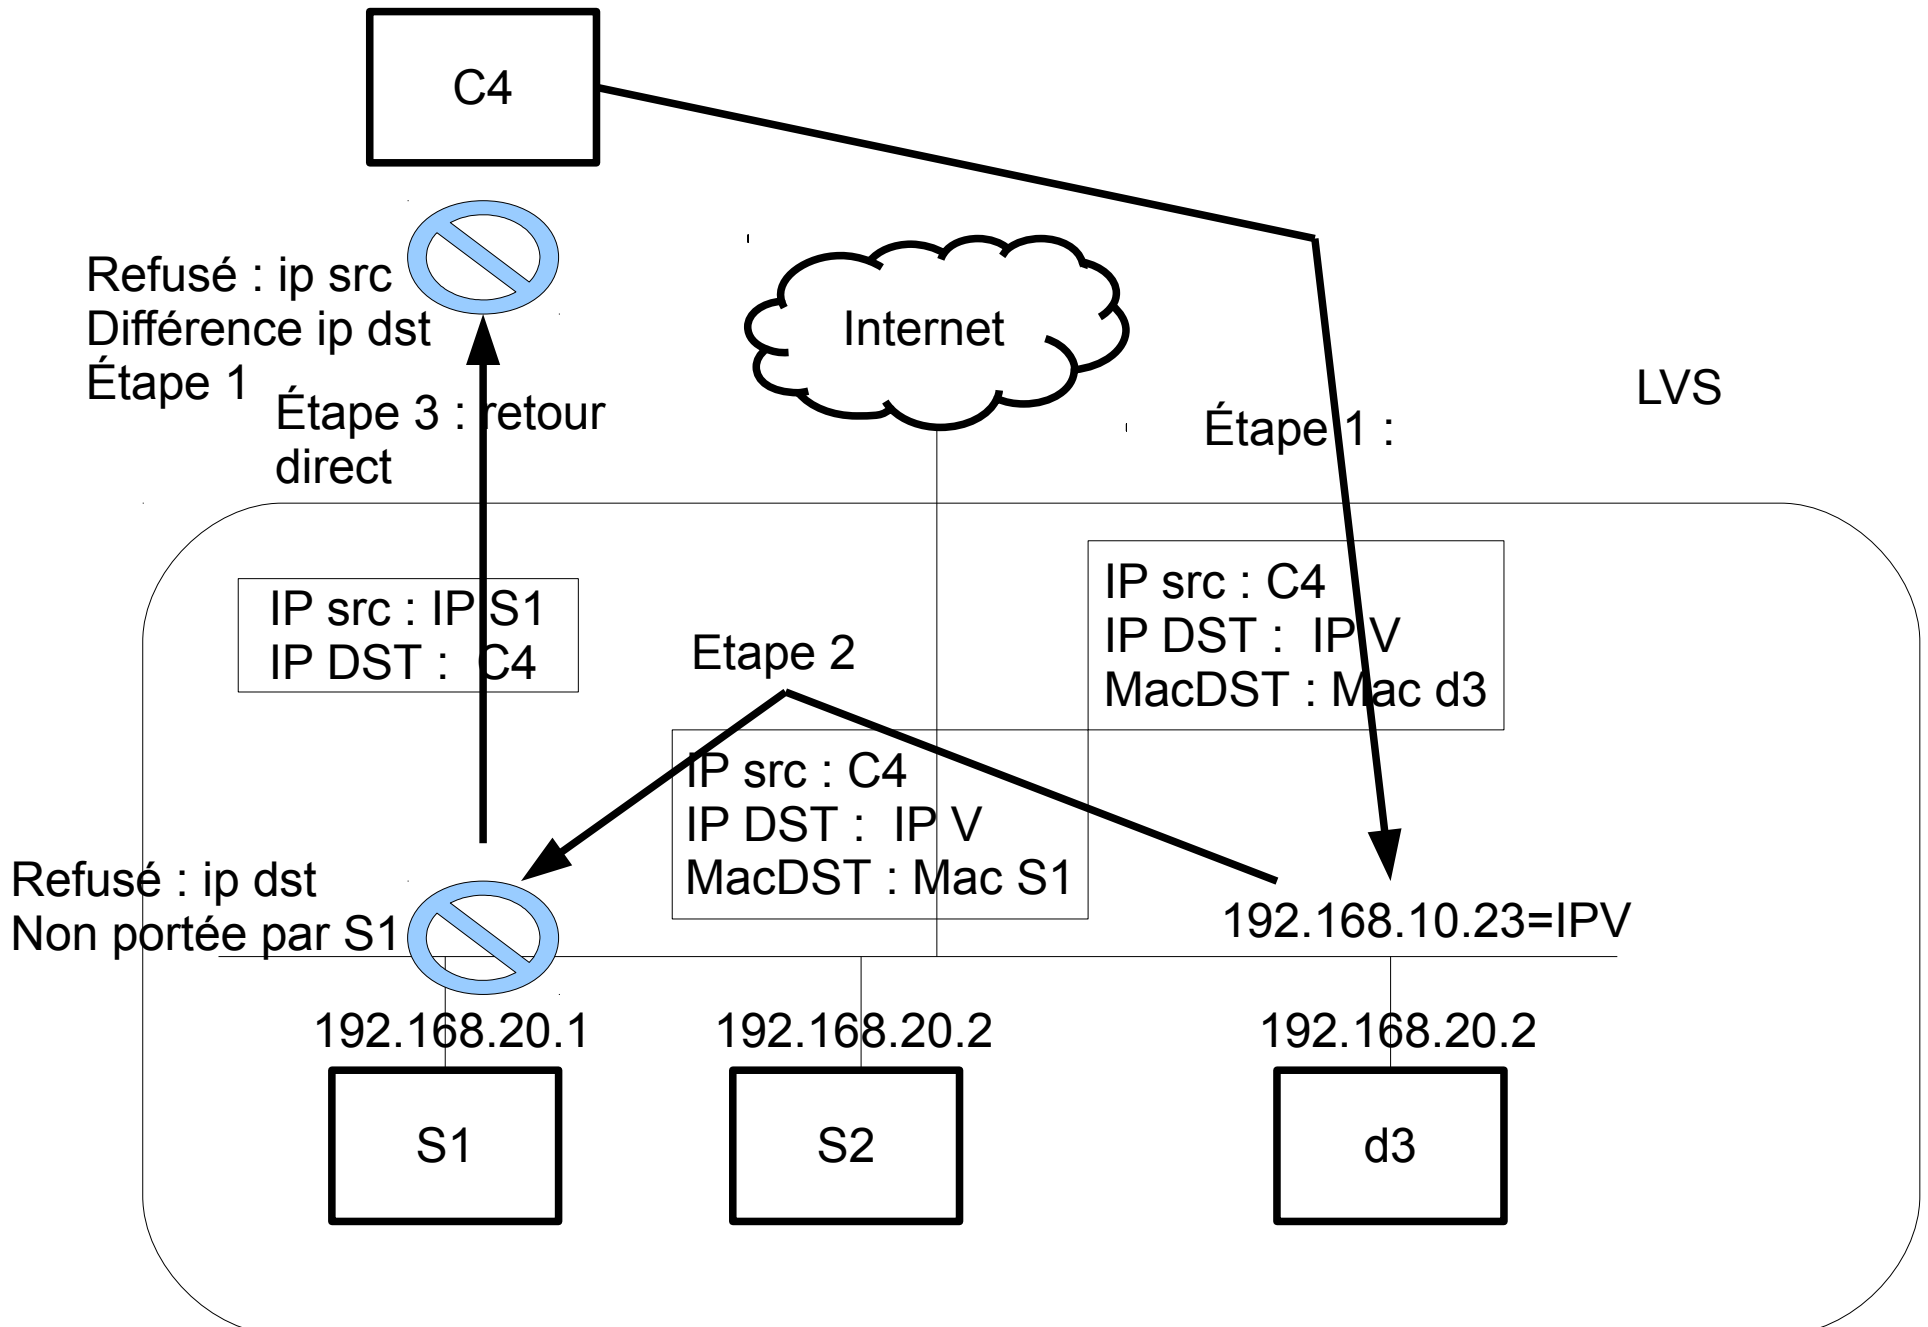 C4
Refusé : ip src
Différence ip dst
Étape 1
Internet
LVS
Étape 3 : retour
direct
Étape 1 :
IP src : IP S1
IP DST : C4
IP src : C4
IP DST : IP V
MacDST : Mac d3
Etape 2
IP src : C4
IP DST : IP V
MacDST : Mac S1
Refusé : ip dst
Non portée par S1
192.168.10.23=IPV
192.168.20.1
192.168.20.2
192.168.20.2
S1
S2
d3